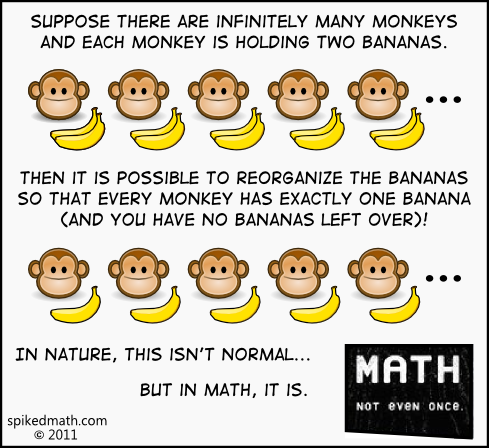 SUPPOSE THERE ARE INFINITELY MANY MONKEYS
AND EACH MONKEY IS HOLDING TWO BANANAS.
...
THEN IT IS POSSIBLE TO REORGANIZE THE BANANAS
SO THAT EVERY MONKEY HAS EXACTLY ONE BANANA
(AND YOU HAVE NO BANANAS LEFT OVER)!
...
IN NATURE, THIS ISN'T NORMAL...
BUT IN MATH, IT IS.
MATH
NOT EVEN ONCE.
spikedmath.com
© 2011